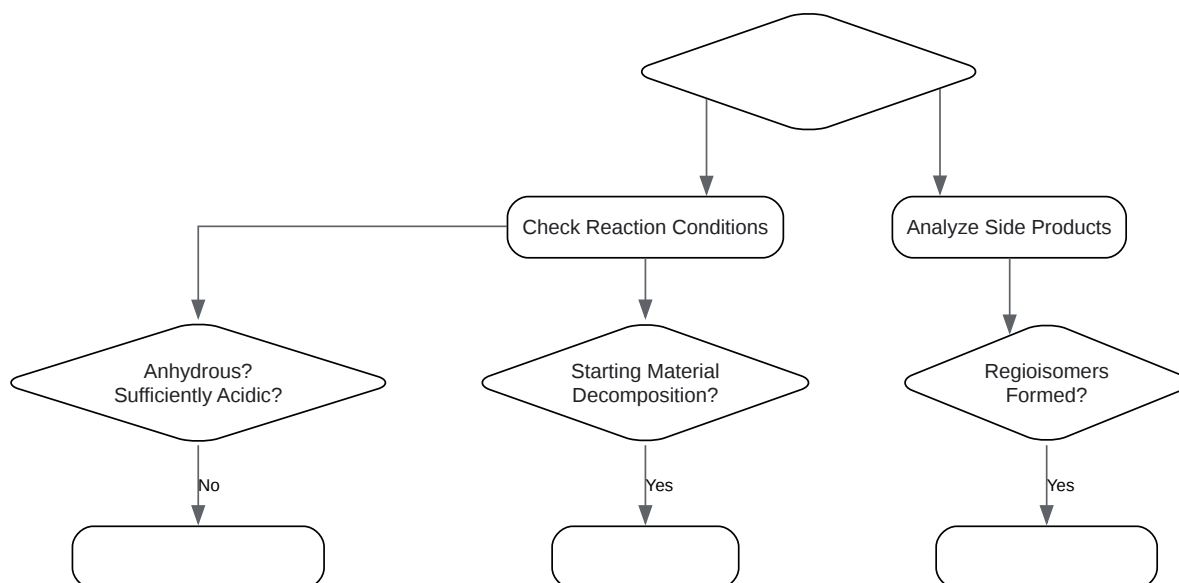 Check Reaction Conditions
Analyze Side Products
Anhydrous?
Sufficiently Acidic?
Starting Material
Decomposition?
Regioisomers
Formed?
No
Yes
Yes